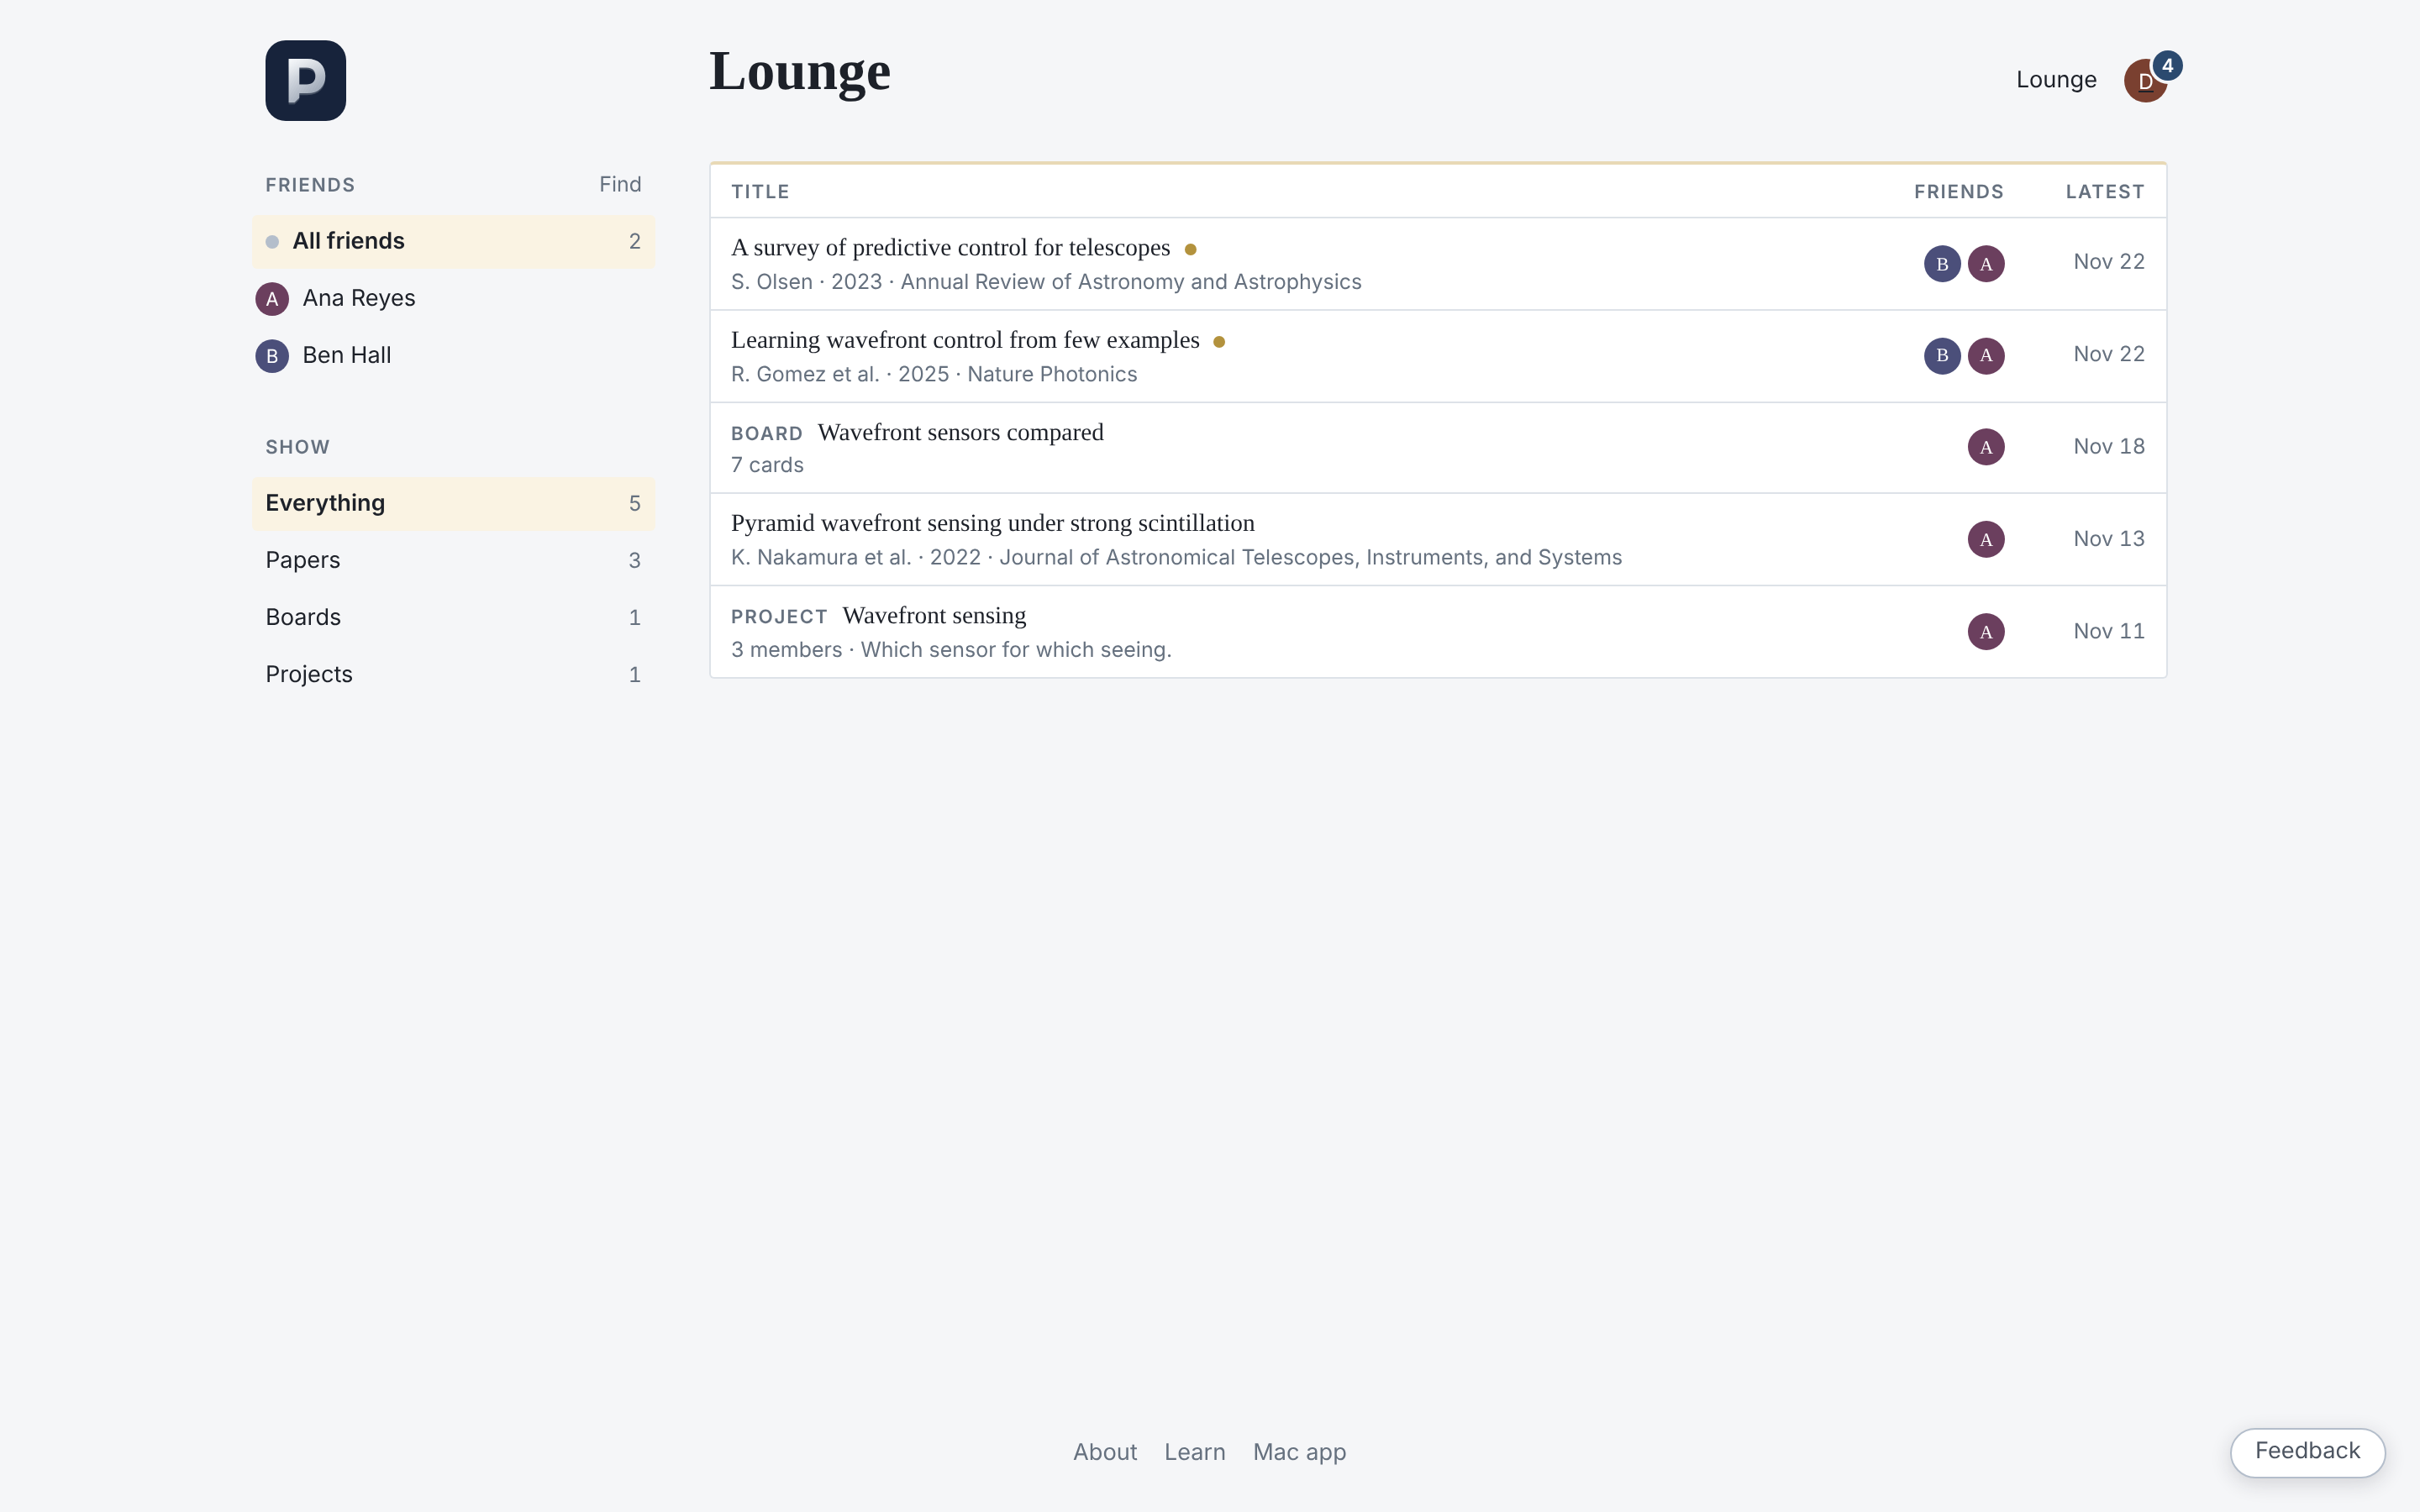 P
Lounge
Lounge
D
4
FRIENDS
Find
All friends
2
A
Ana Reyes
B
Ben Hall
SHOW
Everything
5
Papers
3
Boards
1
Projects
1
TITLE
FRIENDS
LATEST
A survey of predictive control for telescopes
S. Olsen · 2023 · Annual Review of Astronomy and Astrophysics
B
A
Nov 22
Learning wavefront control from few examples
R. Gomez et al. · 2025 · Nature Photonics
B
A
Nov 22
BOARD Wavefront sensors compared
7 cards
A
Nov 18
Pyramid wavefront sensing under strong scintillation
K. Nakamura et al. · 2022 · Journal of Astronomical Telescopes, Instruments, and Systems
A
Nov 13
PROJECT Wavefront sensing
3 members · Which sensor for which seeing.
A
Nov 11
About
Learn
Mac app
Feedback